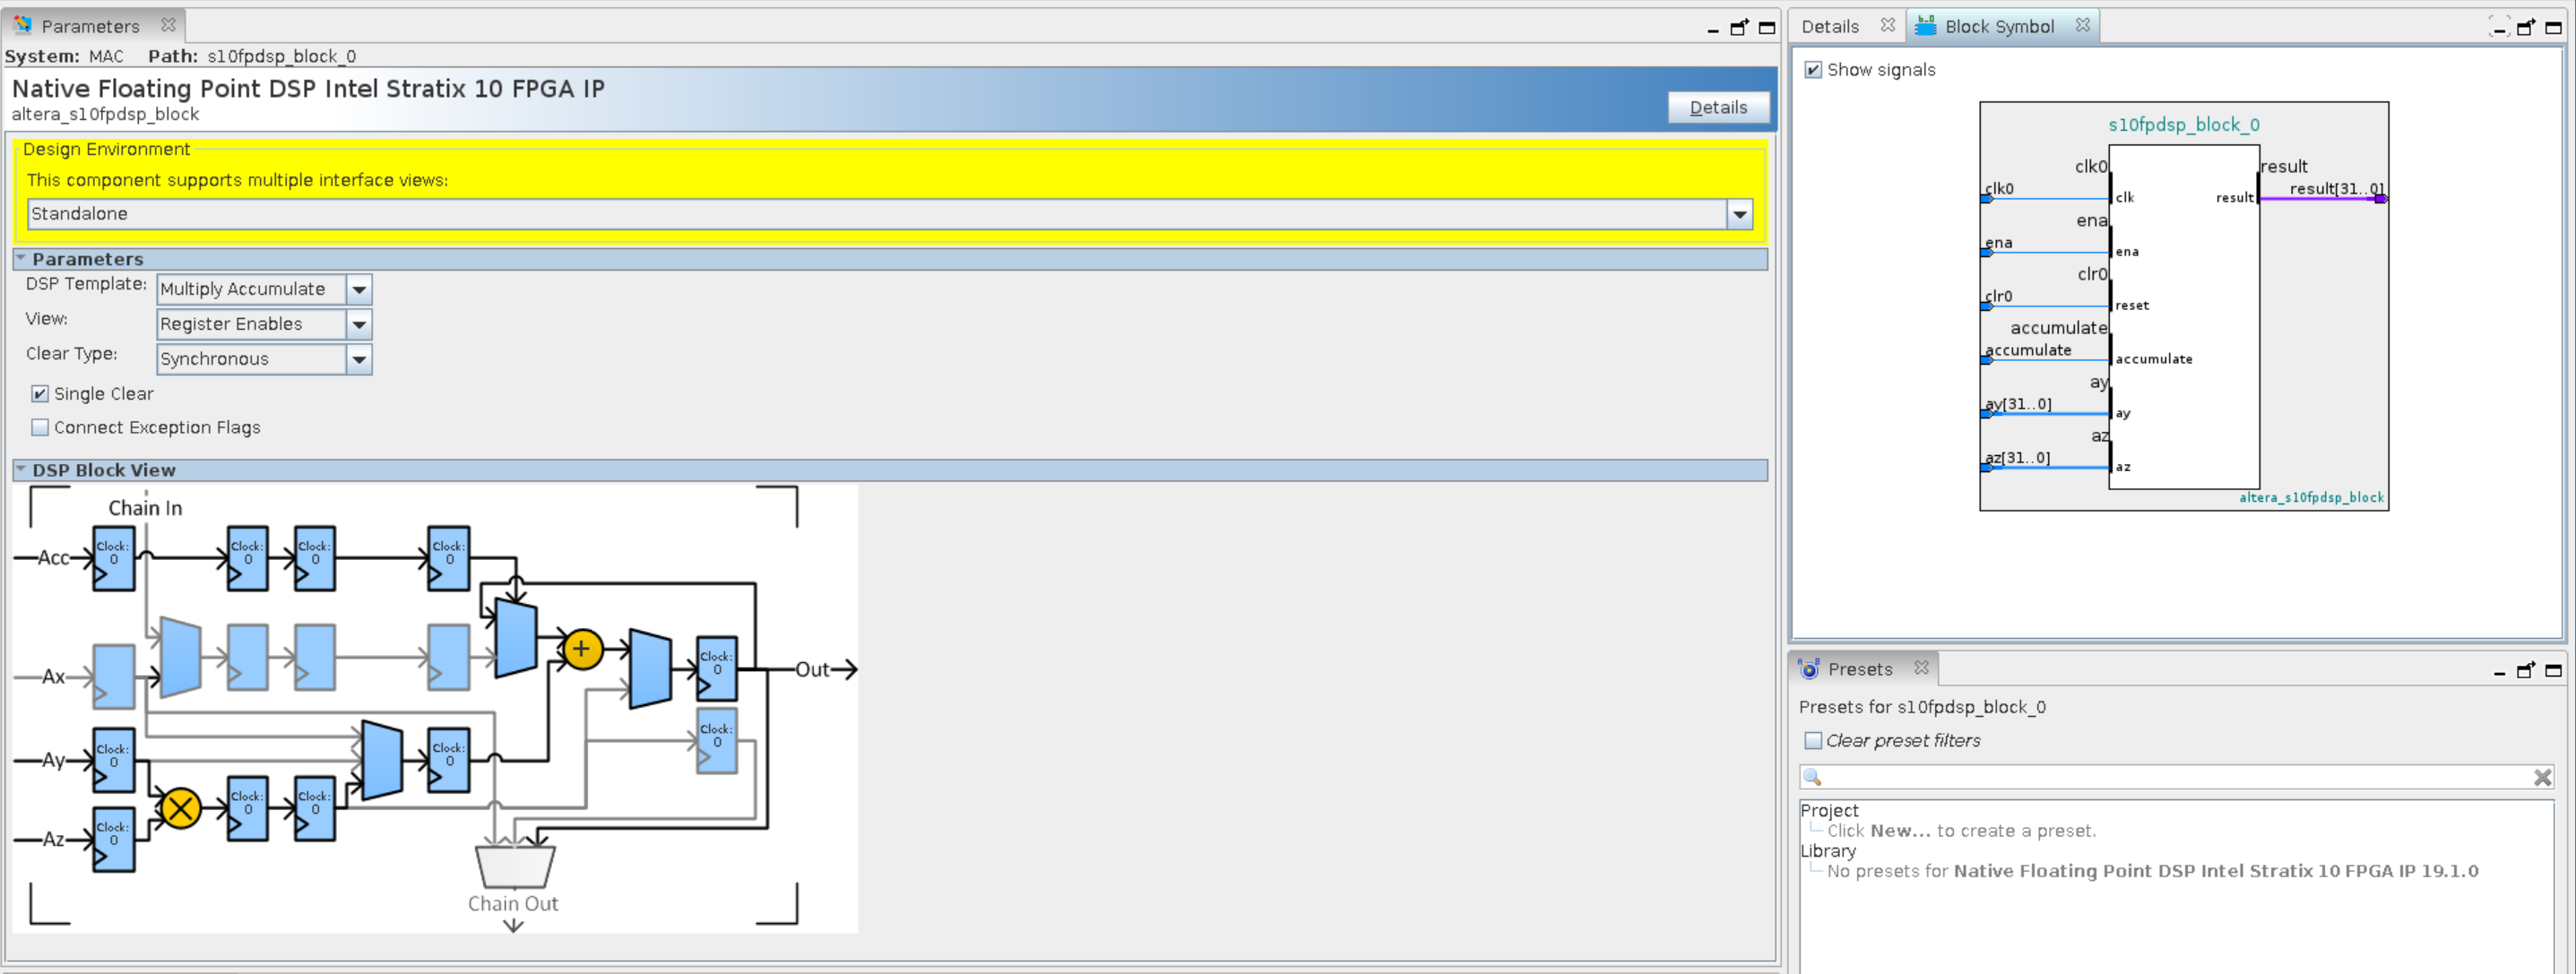 Parameters
System: MAC Path: s10fpdsp_block_0
Native Floating Point DSP Intel Stratix 10 FPGA IP
altera_s10fpdsp_block
Details
Design Environment
This component supports multiple interface views:
Standalone
Parameters
DSP Template: Multiply Accumulate
View: Register Enables
Clear Type: Synchronous
Single Clear
Connect Exception Flags
DSP Block View
Chain In
Acc
Clock: 0
Clock: 0
Clock: 0
Clock: 0
Ax
Clock: 0
Out
Clock: 0
Ay
Clock: 0
Clock: 0
Az
Clock: 0
Clock: 0
Clock: 0
Chain Out
Details
Block Symbol
Show signals
s10fpdsp_block_0
clk0
result
clk0
result[31..0]
clk
result
ena
ena
ena
clr0
clr0
reset
accumulate
accumulate
accumulate
ay
ay[31..0]
ay
az
az[31..0]
az
altera_s10fpdsp_block
Presets
Presets for s10fpdsp_block_0
Clear preset filters
Project
Click New... to create a preset.
Library
No presets for Native Floating Point DSP Intel Stratix 10 FPGA IP 19.1.0